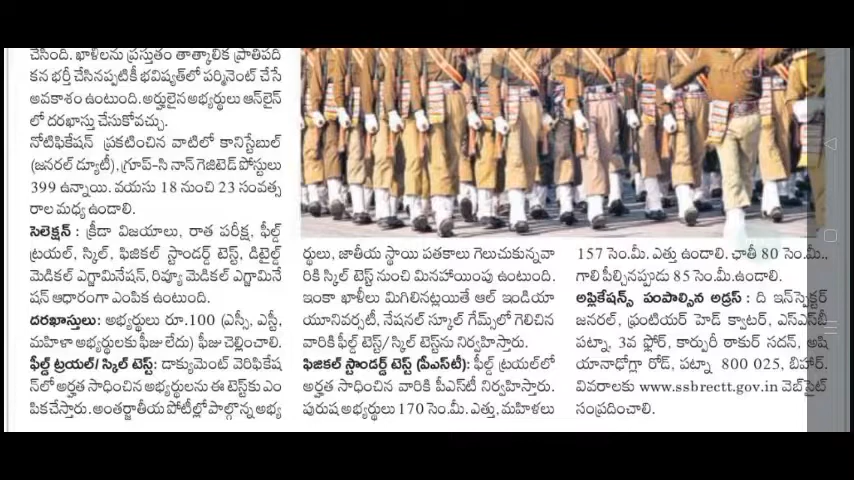 చేసింది. ఖాళీలను ప్రస్తుతం తాత్కాలిక ప్రాతిపది
కన భర్తీ చేసినప్పటికీ భవిష్యత్‌లో పర్మినెంట్ చేసే
అవకాశం ఉంటుంది. అర్హులైన అభ్యర్థులు ఆన్‌లైన్
లో దరఖాస్తు చేసుకోవచ్చు.
నోటిఫికేషన్ ప్రకటించిన వాటిలో కానిస్టేబుల్
(జనరల్ డ్యూటీ), గ్రూప్-సి నాన్ గెజిటెడ్ పోస్టులు
399 ఉన్నాయి. వయసు 18 నుంచి 23 సంవత్స
రాల మధ్య ఉండాలి.
సెలెక్షన్ : క్రీడా విజయాలు, రాత పరీక్ష, ఫీల్డ్
ట్రయల్, స్కిల్, ఫిజికల్ స్టాండర్డ్ టెస్ట్, డిటైల్డ్
మెడికల్ ఎగ్జామినేషన్, రివ్యూ మెడికల్ ఎగ్జామినే
షన్ ఆధారంగా ఎంపిక ఉంటుంది.
దరఖాస్తులు: అభ్యర్థులు రూ.100 (ఎస్సీ, ఎస్టీ,
మహిళా అభ్యర్థులకు ఫీజు లేదు) ఫీజు చెల్లించాలి.
ఫీల్డ్ ట్రయల్/ స్కిల్ టెస్ట్: డాక్యుమెంట్ వెరిఫికేష
న్‌లో అర్హత సాధించిన అభ్యర్థులను ఈ టెస్ట్‌కు ఎం
పికచేస్తారు. అంతర్జాతీయ పోటీల్లో పాల్గొన్న అభ్య
ర్థులు, జాతీయ స్థాయి పతకాలు గెలుచుకున్నవా
రికి స్కిల్ టెస్ట్ నుంచి మినహాయింపు ఉంటుంది.
ఇంకా ఖాళీలు మిగిలినట్లయితే ఆల్ ఇండియా
యూనివర్సటీ, నేషనల్ స్కూల్ గేమ్స్‌లో గెలిచిన
వారికి ఫీల్డ్ టెస్ట్/ స్కిల్ టెస్ట్‌ను నిర్వహిస్తారు.
ఫిజికల్ స్టాండర్డ్ టెస్ట్ (పీఎస్‌టీ): ఫీల్డ్ ట్రయల్‌లో
అర్హత సాధించిన వారికి పీఎస్‌టీ నిర్వహిస్తారు.
పురుష అభ్యర్థులు 170 సెం.మీ. ఎత్తు, మహిళలు
157 సెం.మీ. ఎత్తు ఉండాలి. ఛాతీ 80 సెం.మీ.,
గాలి పీల్చినప్పుడు 85 సెం.మీ.ఉండాలి.
అప్లికేషన్స్ పంపాల్సిన అడ్రస్ : ది ఇన్‌స్పెక్టర్
జనరల్, ఫ్రంటియర్ హెడ్ క్వాటర్, ఎస్ఎస్‌బీ
పట్నా, 3వ ఫ్లోర్, కార్పురీ ఠాకుర్ సదన్, అషి
యానాధోగ్లా రోడ్, పట్నా 800 025, బిహార్.
వివరాలకు www.ssbrectt.gov.in వెబ్‌సైట్
సంప్రదించాలి.